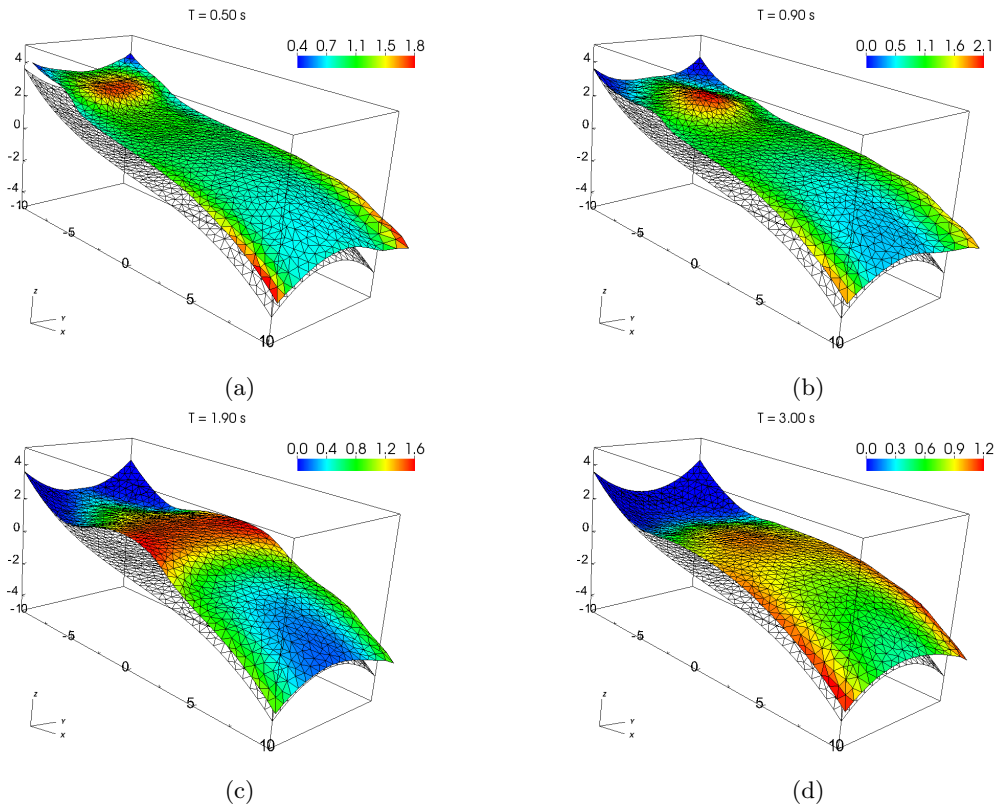 T = 0.50 s
0.4 0.7 1.1 1.5 1.8
4
2
0
-2
-4
-10
-5
0
5
10
z
Y
X
(a)
T = 0.90 s
0.0 0.5 1.1 1.6 2.1
4
2
0
-2
-4
-10
-5
0
5
10
z
Y
X
(b)
T = 1.90 s
0.0 0.4 0.8 1.2 1.6
4
2
0
-2
-4
-10
-5
0
5
10
z
Y
X
(c)
T = 3.00 s
0.0 0.3 0.6 0.9 1.2
4
2
0
-2
-4
-10
-5
0
5
10
z
Y
X
(d)